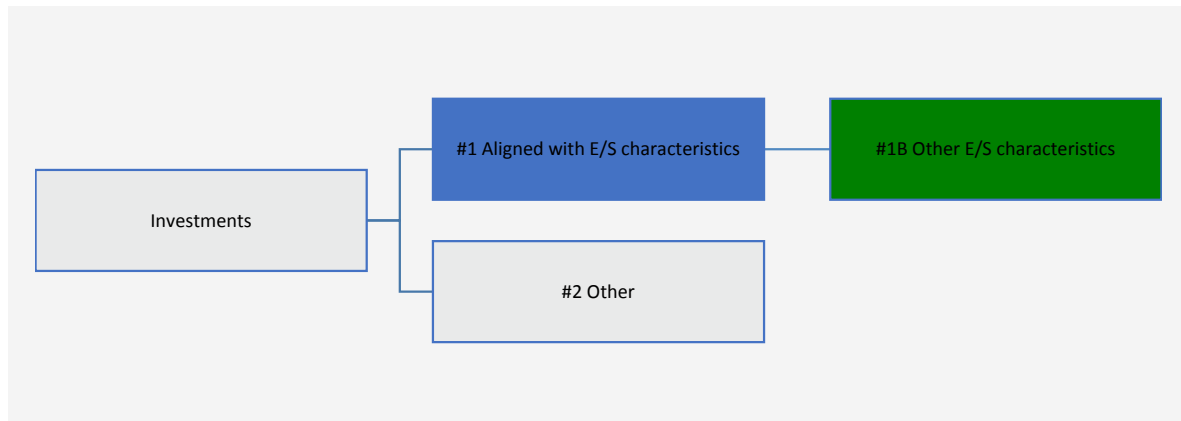 #1 Aligned with E/S characteristics
#1B Other E/S characteristics
Investments
#2 Other